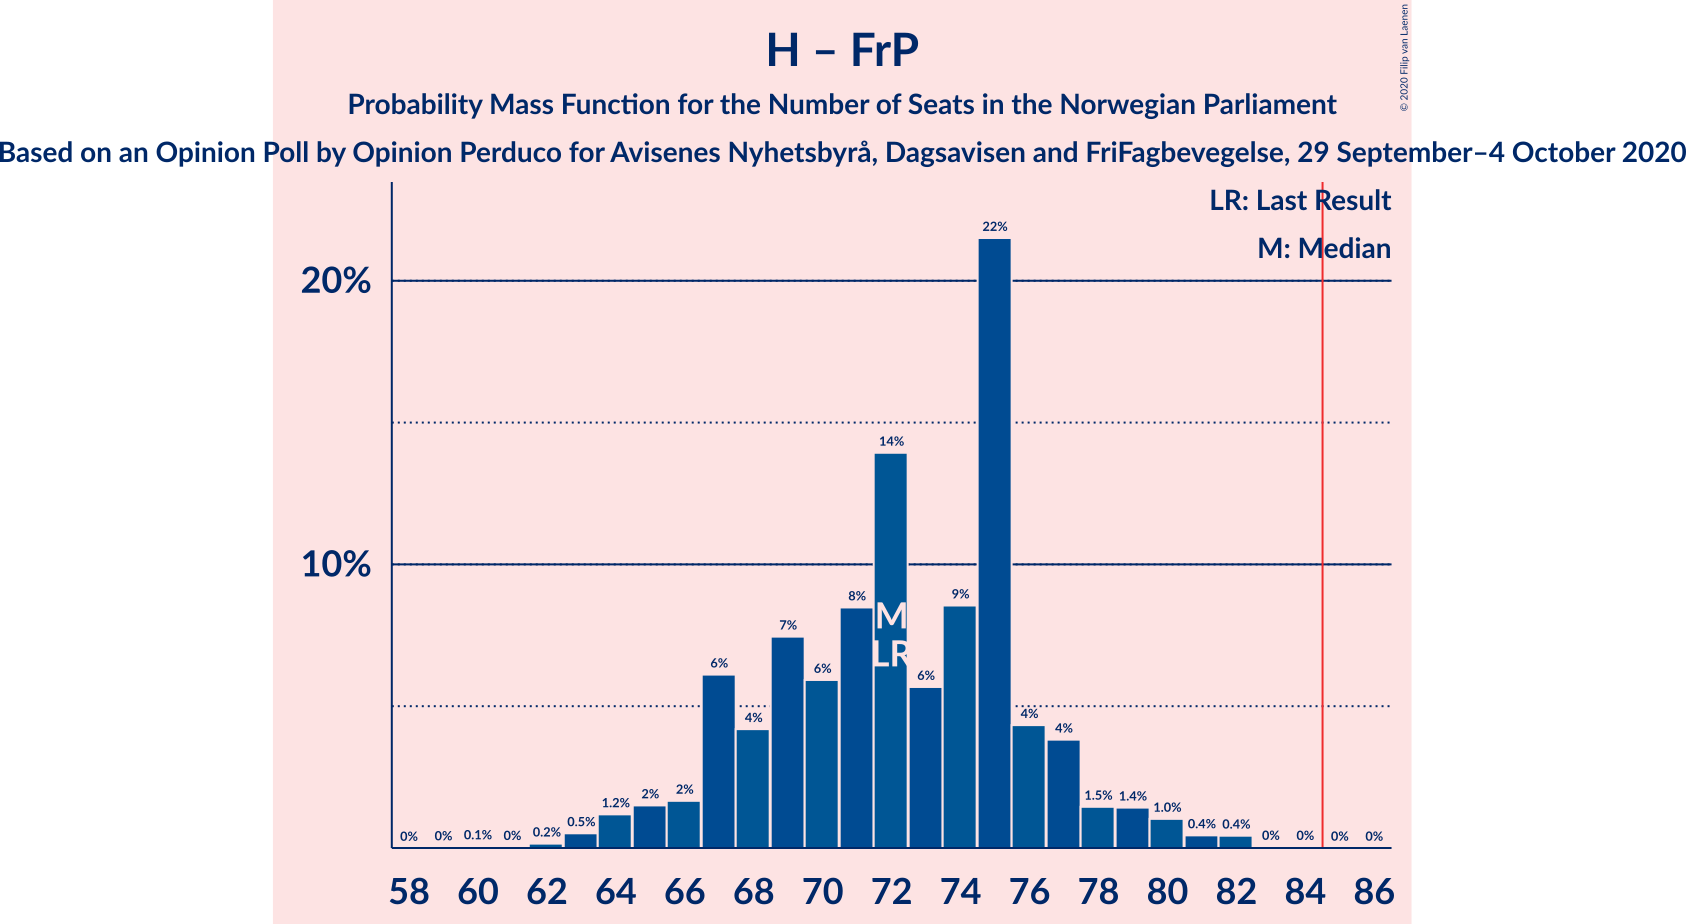 H – FrP
© 2020 Filip van Laenen
Probability Mass Function for the Number of Seats in the Norwegian Parliament
Based on an Opinion Poll by Opinion Perduco for Avisenes Nyhetsbyrå, Dagsavisen and FriFagbevegelse, 29 September–4 October 2020
LR: Last Result
M: Median
20%
10%
0% 0% 0.1% 0% 0.2% 0.5% 1.2% 2% 2% 6% 4% 7% 6% 8% 14% 6% 9% 22% 4% 4% 1.5% 1.4% 1.0% 0.4% 0.4% 0% 0% 0% 0%
M
LR
58 60 62 64 66 68 70 72 74 76 78 80 82 84 86